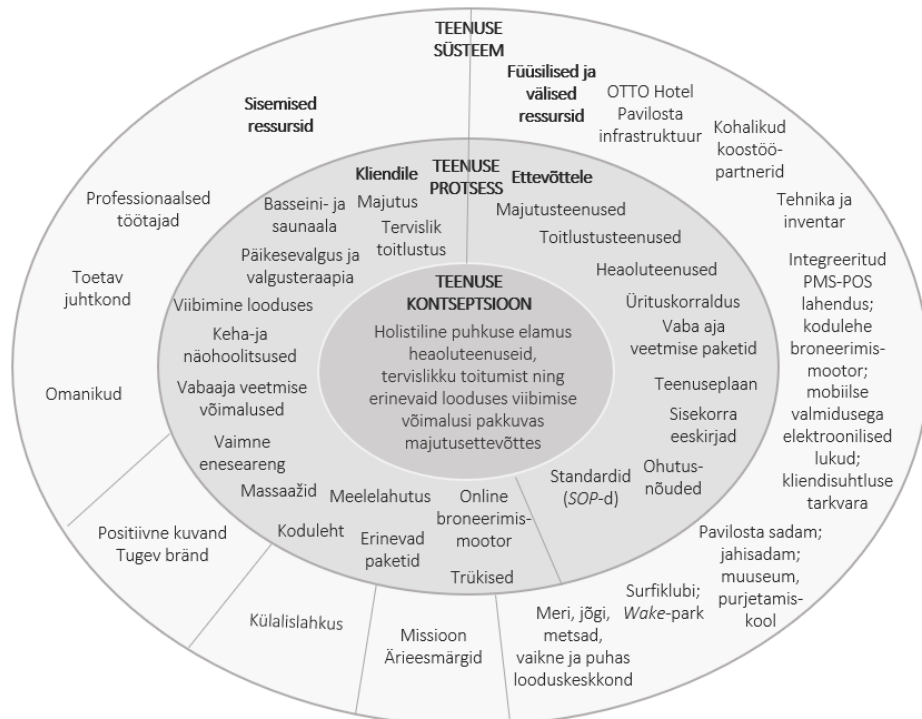 TEENUSE
SÜSTEEM
Sisemised
ressursid
Füüsilised ja
välised
ressursid
OTTO Hotel
Pavilosta
infrastruktuur
Kohalikud
koostöö-
partnerid
Tehnika ja
inventar
Integreeritud
PMS-POS
lahendus;
kodulehe
broneerimis-
mootor;
mobiilse
valmidusega
elektroonilised
lukud;
kliendisuhtluse
tarkvara
Pavilosta sadam;
jahisadam;
muuseum,
purjetamis-
kool
Surfiklubi;
Wake-park
Meri, jõgi,
metsad,
vaikne ja puhas
looduskeskkond
Missioon
Ärieesmärgid
Külalislahkus
Positiivne kuvand
Tugev bränd
Omanikud
Toetav
juhtkond
Professionaalsed
töötajad
TEENUSE
PROTSESS
Kliendile
Majutus
Basseini- ja
saunaala
Tervislik
toitlustus
Päikesevalgus ja
valgusteraapia
Viibimine looduses
Keha-ja
näohoolitsused
Vabaaja veetmise
võimalused
Vaimne
eneseareng
Massaažid
Meelelahutus
Koduleht
Erinevad
paketid
Online
broneerimis-
mootor
Trükised
Ettevõttele
Majutusteenused
Toitlustusteenused
Heaoluteenused
Ürituskorraldus
Vaba aja
veetmise paketid
Teenuseplaan
Sisekorra
eeskirjad
Ohutus-
nõuded
Standardid
(SOP-d)
TEENUSE
KONTSEPTSIOON
Holistiline puhkuse elamus
heaoluteenuseid,
tervislikku toitumist ning
erinevaid looduses viibimise
võimalusi pakkuvas
majutusettevõttes